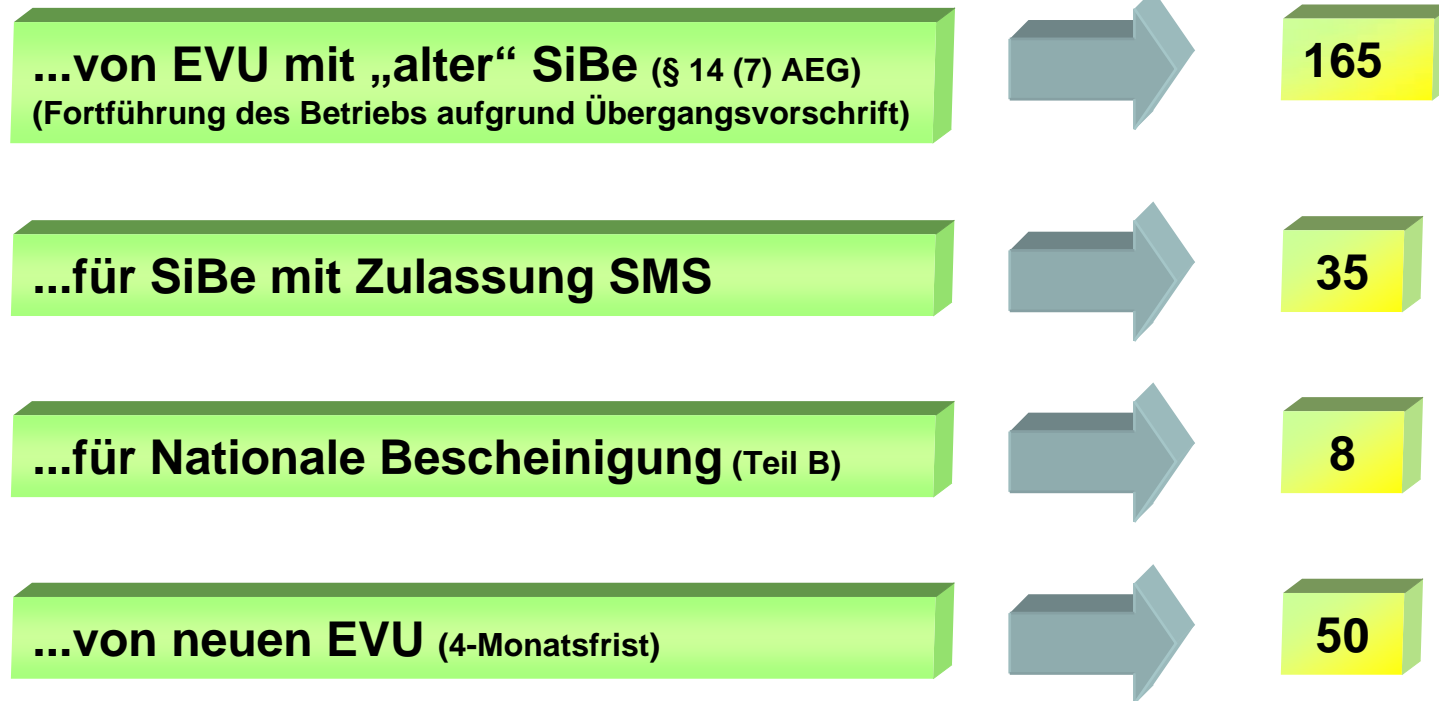 ...von EVU mit „alter“ SiBe (§ 14 (7) AEG)
(Fortführung des Betriebs aufgrund Übergangsvorschrift)
165
...für SiBe mit Zulassung SMS
35
...für Nationale Bescheinigung (Teil B)
8
...von neuen EVU (4-Monatsfrist)
50